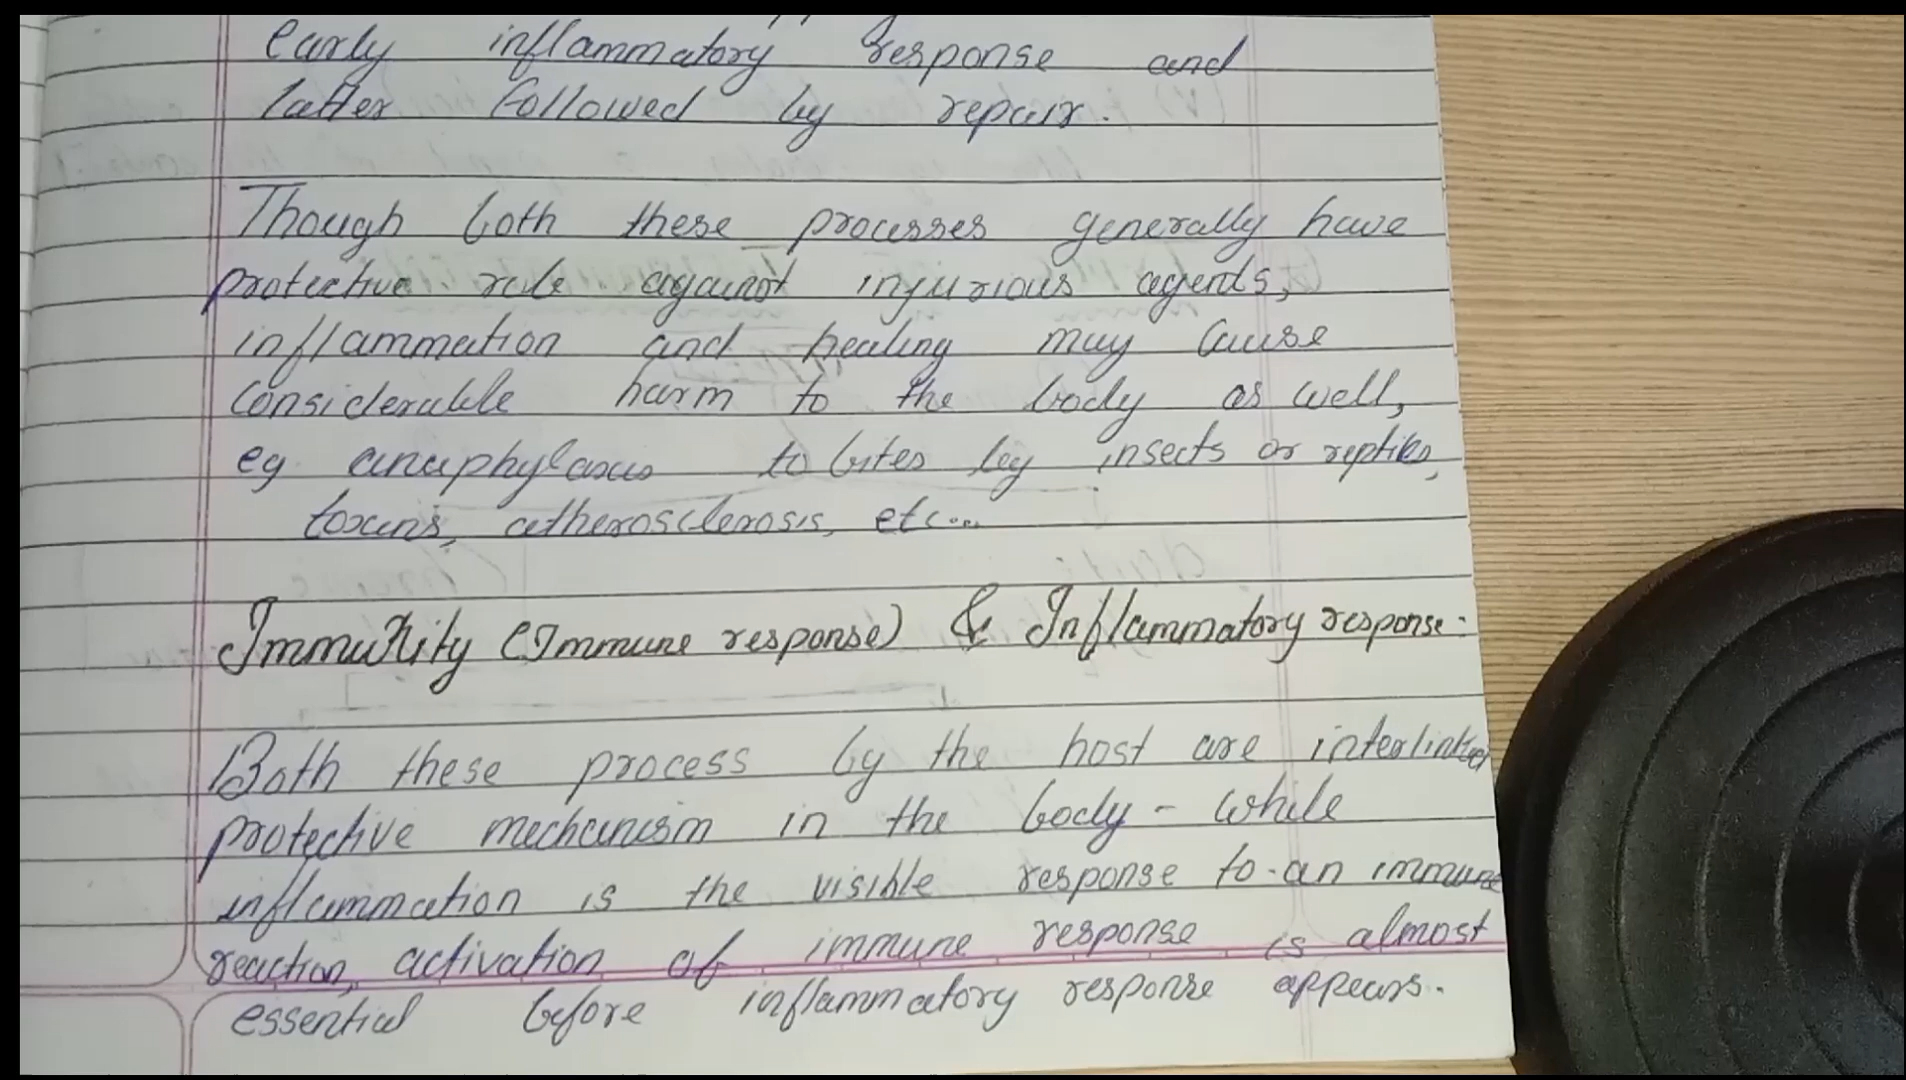 early inflammatory response and
latter followed by repair.
Though both these processes generally have
protective role against injurious agents,
inflammation and healing may cause
considerable harm to the body as well,
eg anaphylaxis to bites by insects or reptiles,
toxins, atherosclerosis, etc...
Immunity (Immune response) & Inflammatory response:
Both these process by the host are interlinked
protective mechanism in the body - while
inflammation is the visible response to an immune
reaction, activation of immune response is almost
essential before inflammatory response appears.